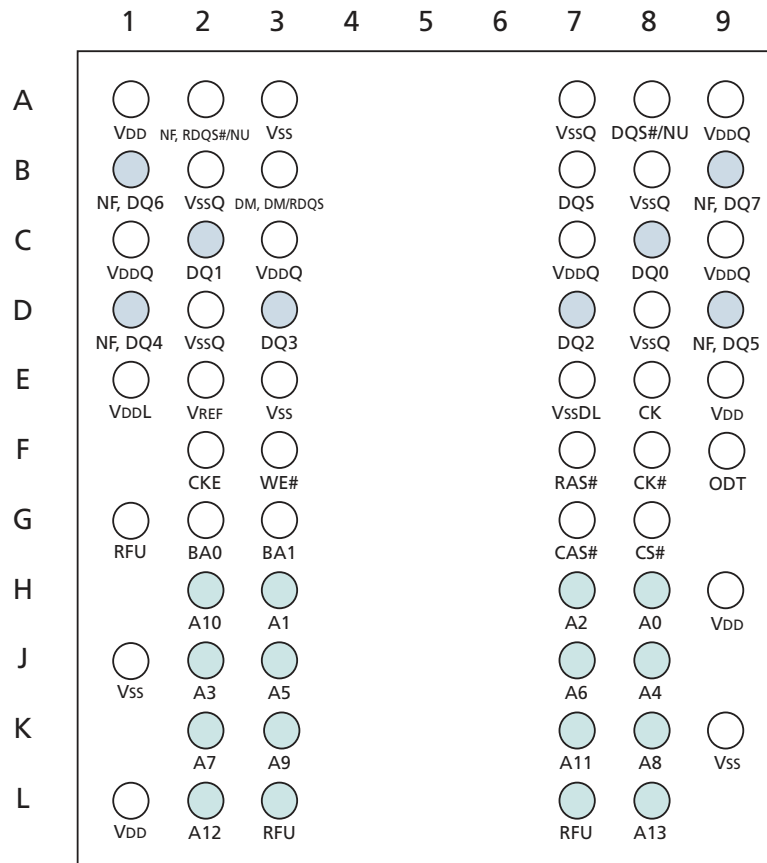 1 2 3 4 5 6 7 8 9
A
VDD NF, RDQS#/NU VSS VSSQ DQS#/NU VDDQ
B
NF, DQ6 VSSQ DM, DM/RDQS DQS VSSQ NF, DQ7
C
VDDQ DQ1 VDDQ VDDQ DQ0 VDDQ
D
NF, DQ4 VSSQ DQ3 DQ2 VSSQ NF, DQ5
E
VDDL VREF VSS VSSDL CK VDD
F
CKE WE# RAS# CK# ODT
G
RFU BA0 BA1 CAS# CS#
H
A10 A1 A2 A0 VDD
J
VSS A3 A5 A6 A4
K
A7 A9 A11 A8 VSS
L
VDD A12 RFU RFU A13